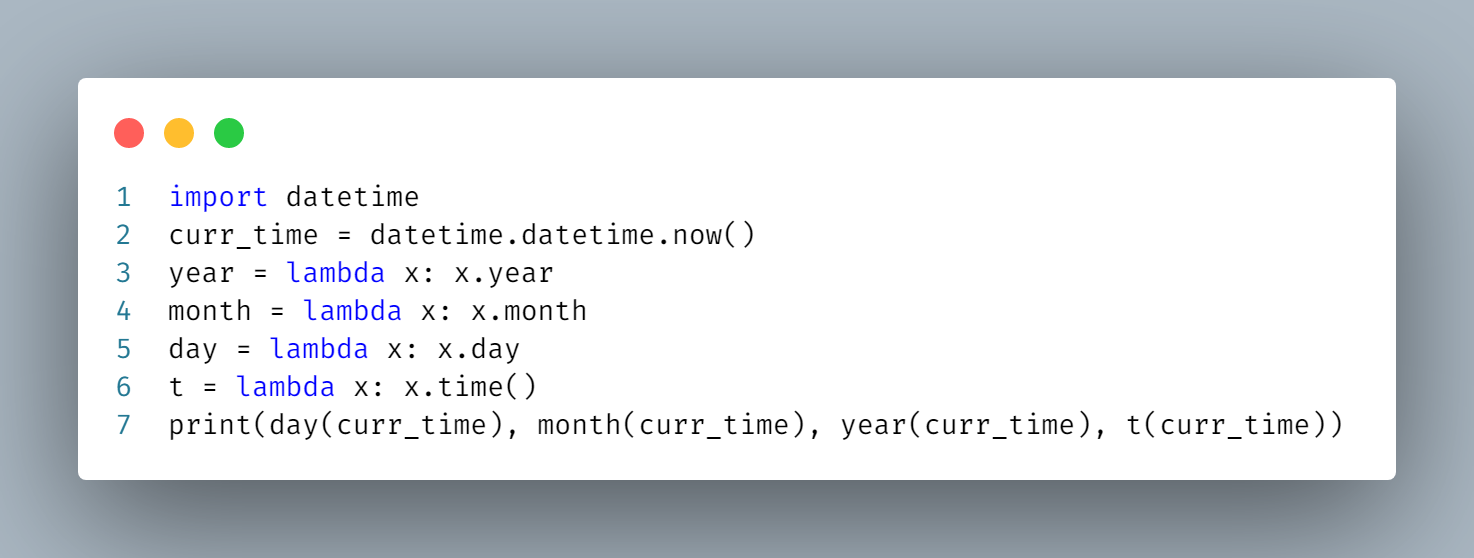 1 import datetime
2 curr_time = datetime.datetime.now()
3 year = lambda x: x.year
4 month = lambda x: x.month
5 day = lambda x: x.day
6 t = lambda x: x.time()
7 print(day(curr_time), month(curr_time), year(curr_time), t(curr_time))